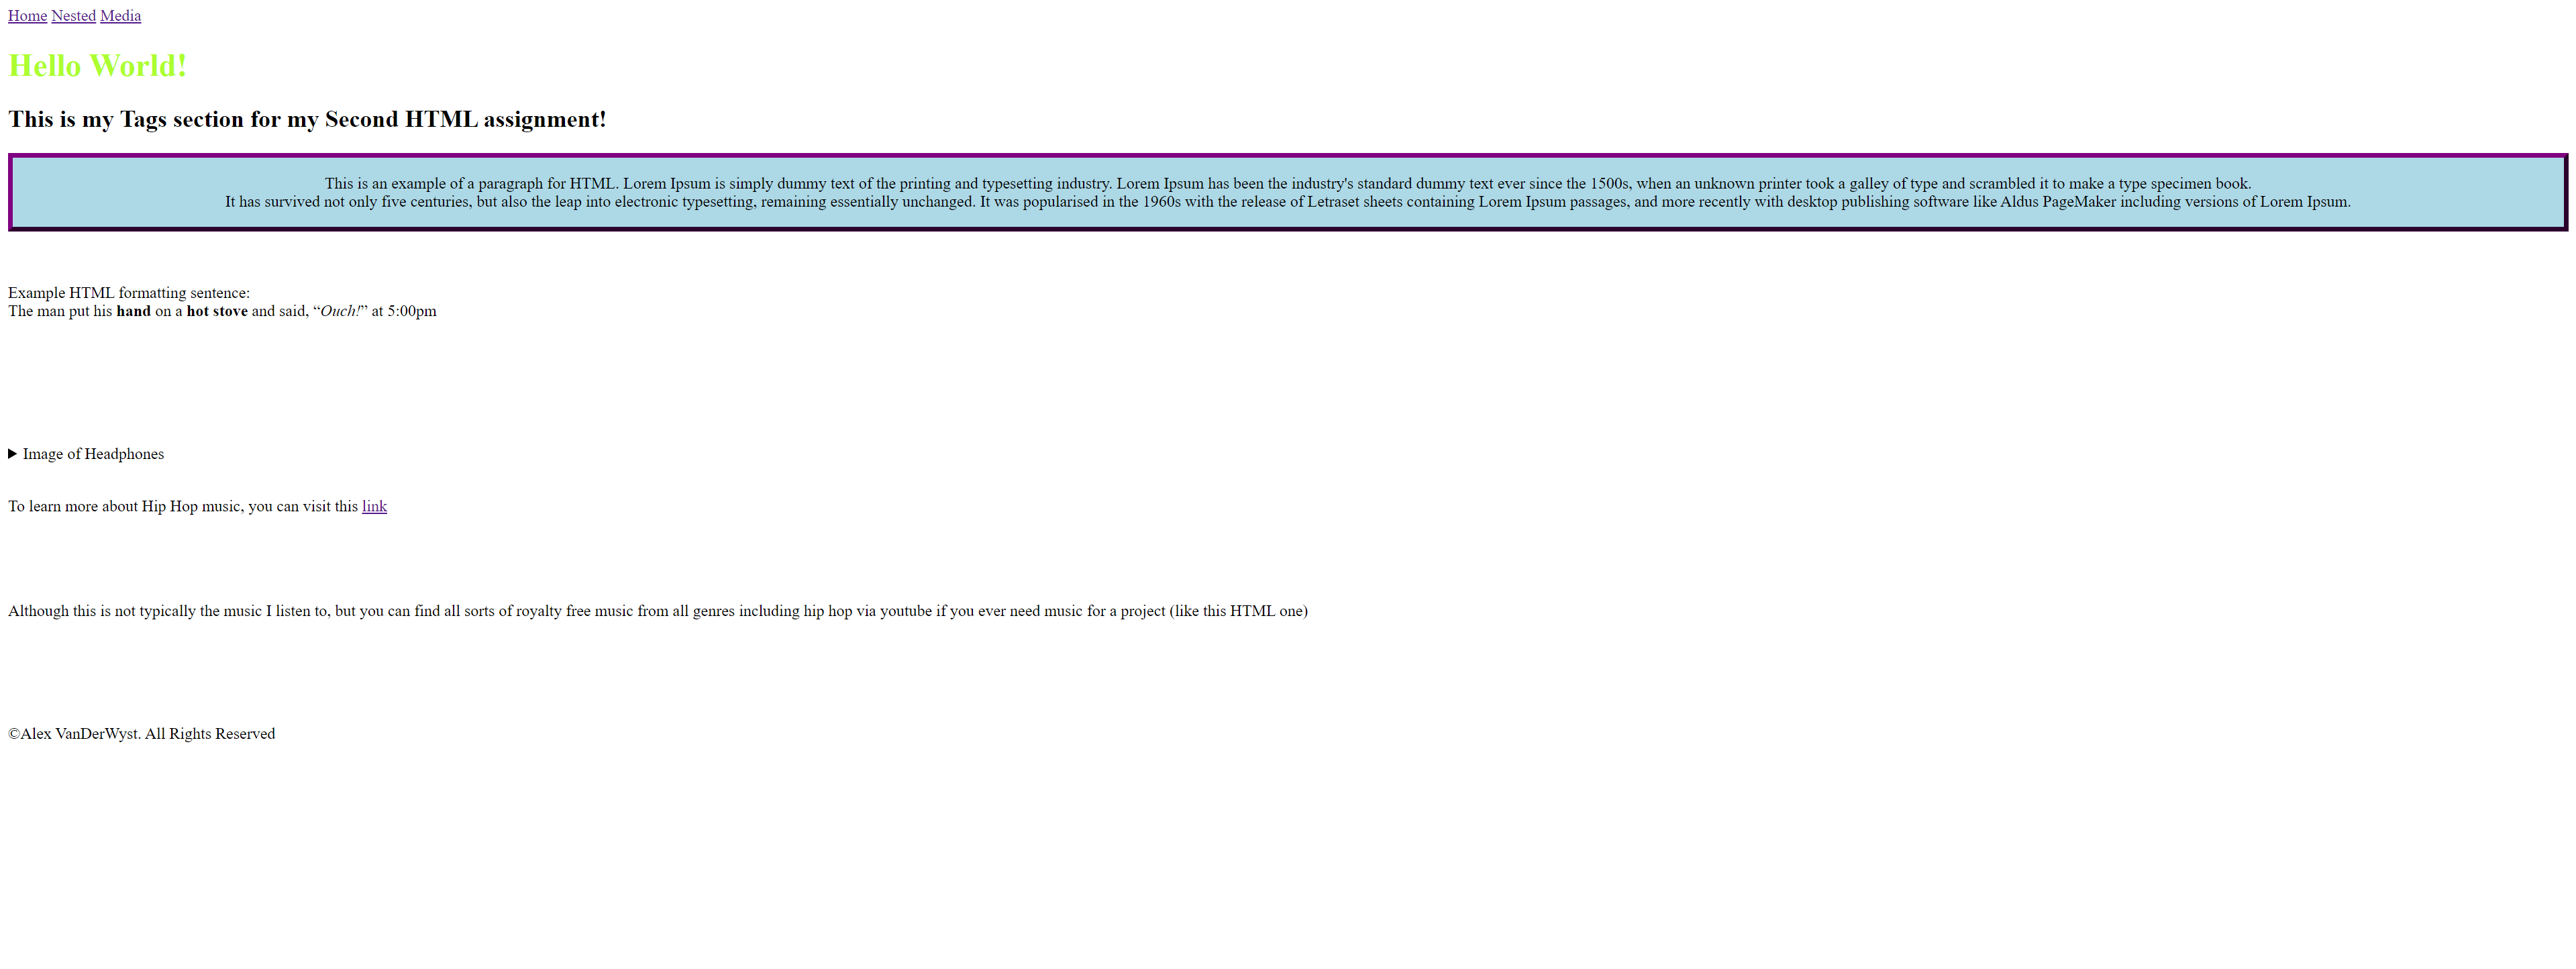 Home Nested Media
Hello World!
This is my Tags section for my Second HTML assignment!
This is an example of a paragraph for HTML. Lorem Ipsum is simply dummy text of the printing and typesetting industry. Lorem Ipsum has been the industry's standard dummy text ever since the 1500s, when an unknown printer took a galley of type and scrambled it to make a type specimen book.
It has survived not only five centuries, but also the leap into electronic typesetting, remaining essentially unchanged. It was popularised in the 1960s with the release of Letraset sheets containing Lorem Ipsum passages, and more recently with desktop publishing software like Aldus PageMaker including versions of Lorem Ipsum.
Example HTML formatting sentence:
The man put his hand on a hot stove and said, “Ouch!” at 5:00pm
Image of Headphones
To learn more about Hip Hop music, you can visit this link
Although this is not typically the music I listen to, but you can find all sorts of royalty free music from all genres including hip hop via youtube if you ever need music for a project (like this HTML one)
©Alex VanDerWyst. All Rights Reserved